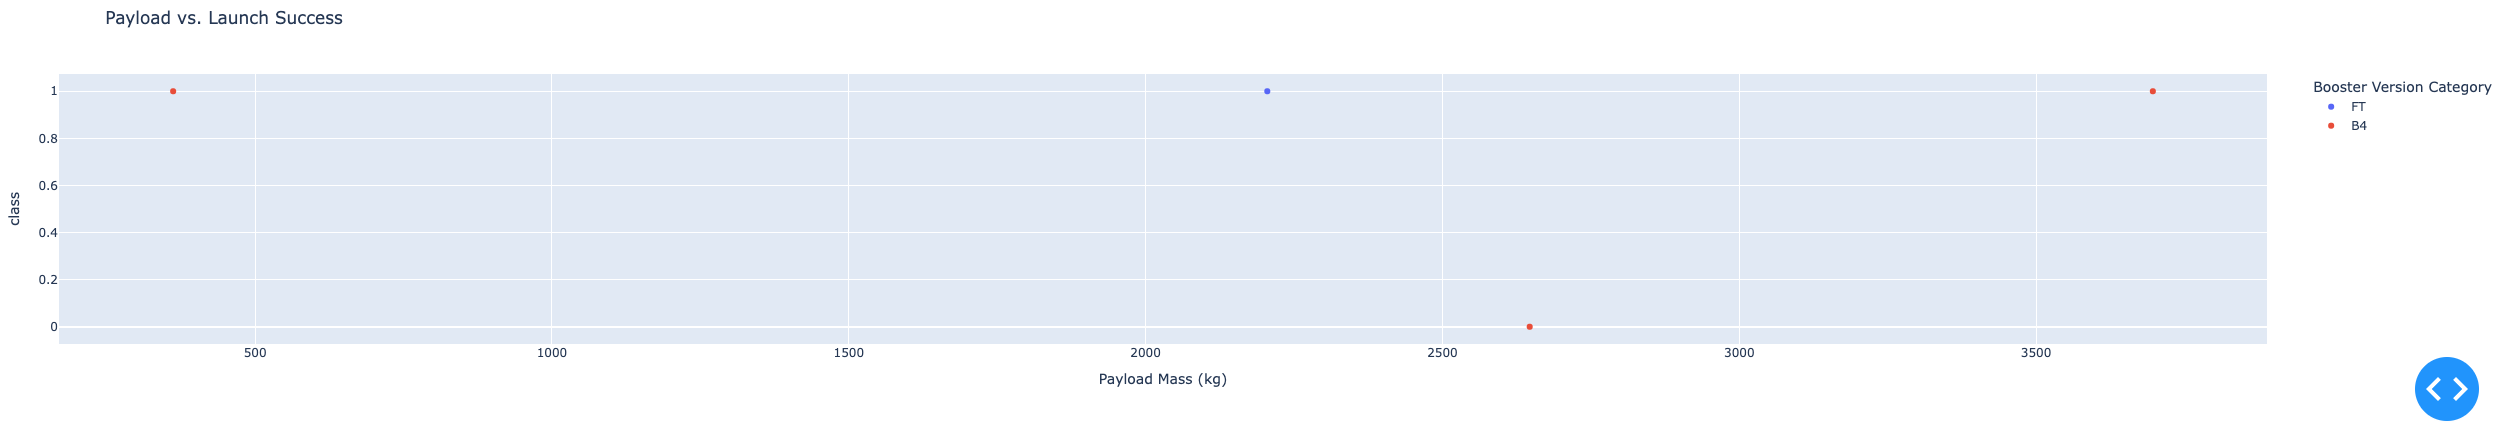 Payload vs. Launch Success
Booster Version Category
FT
B4
class
1
0.8
0.6
0.4
0.2
0
500 1000 1500 2000 2500 3000 3500
Payload Mass (kg)